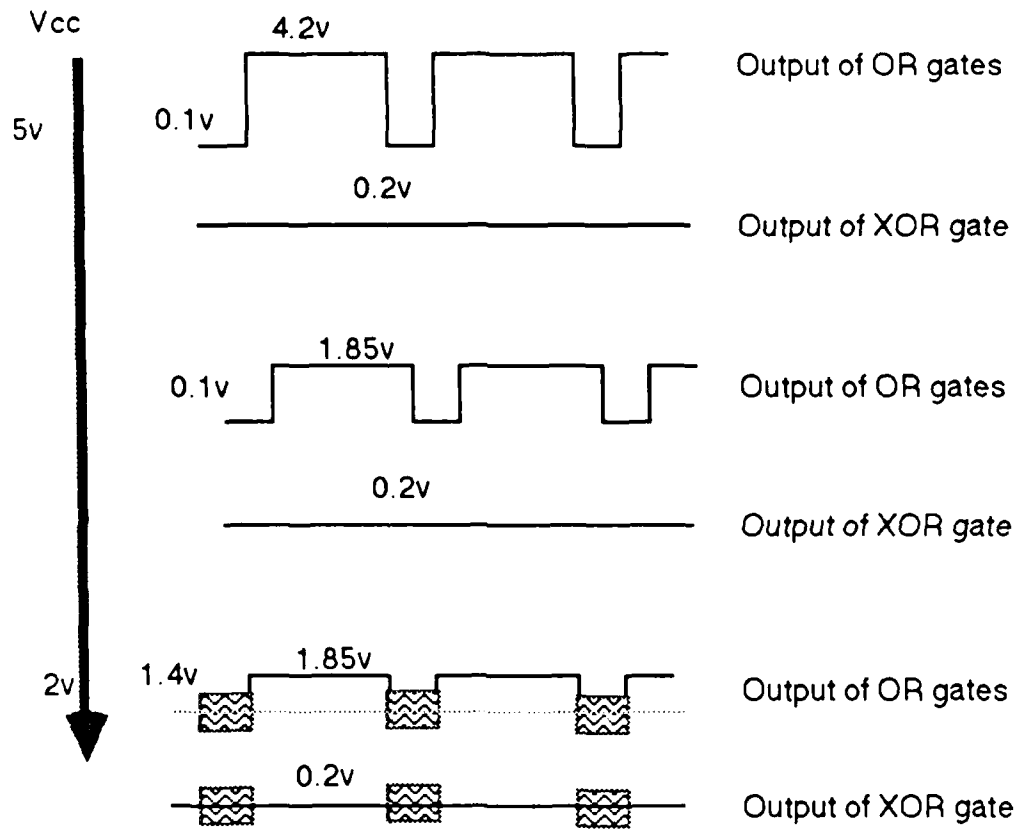 Vcc
4.2v
Output of OR gates
0.1v
5v
0.2v
Output of XOR gate
1.85v
0.1v
Output of OR gates
0.2v
Output of XOR gate
1.4v
1.85v
2v
Output of OR gates
0.2v
Output of XOR gate